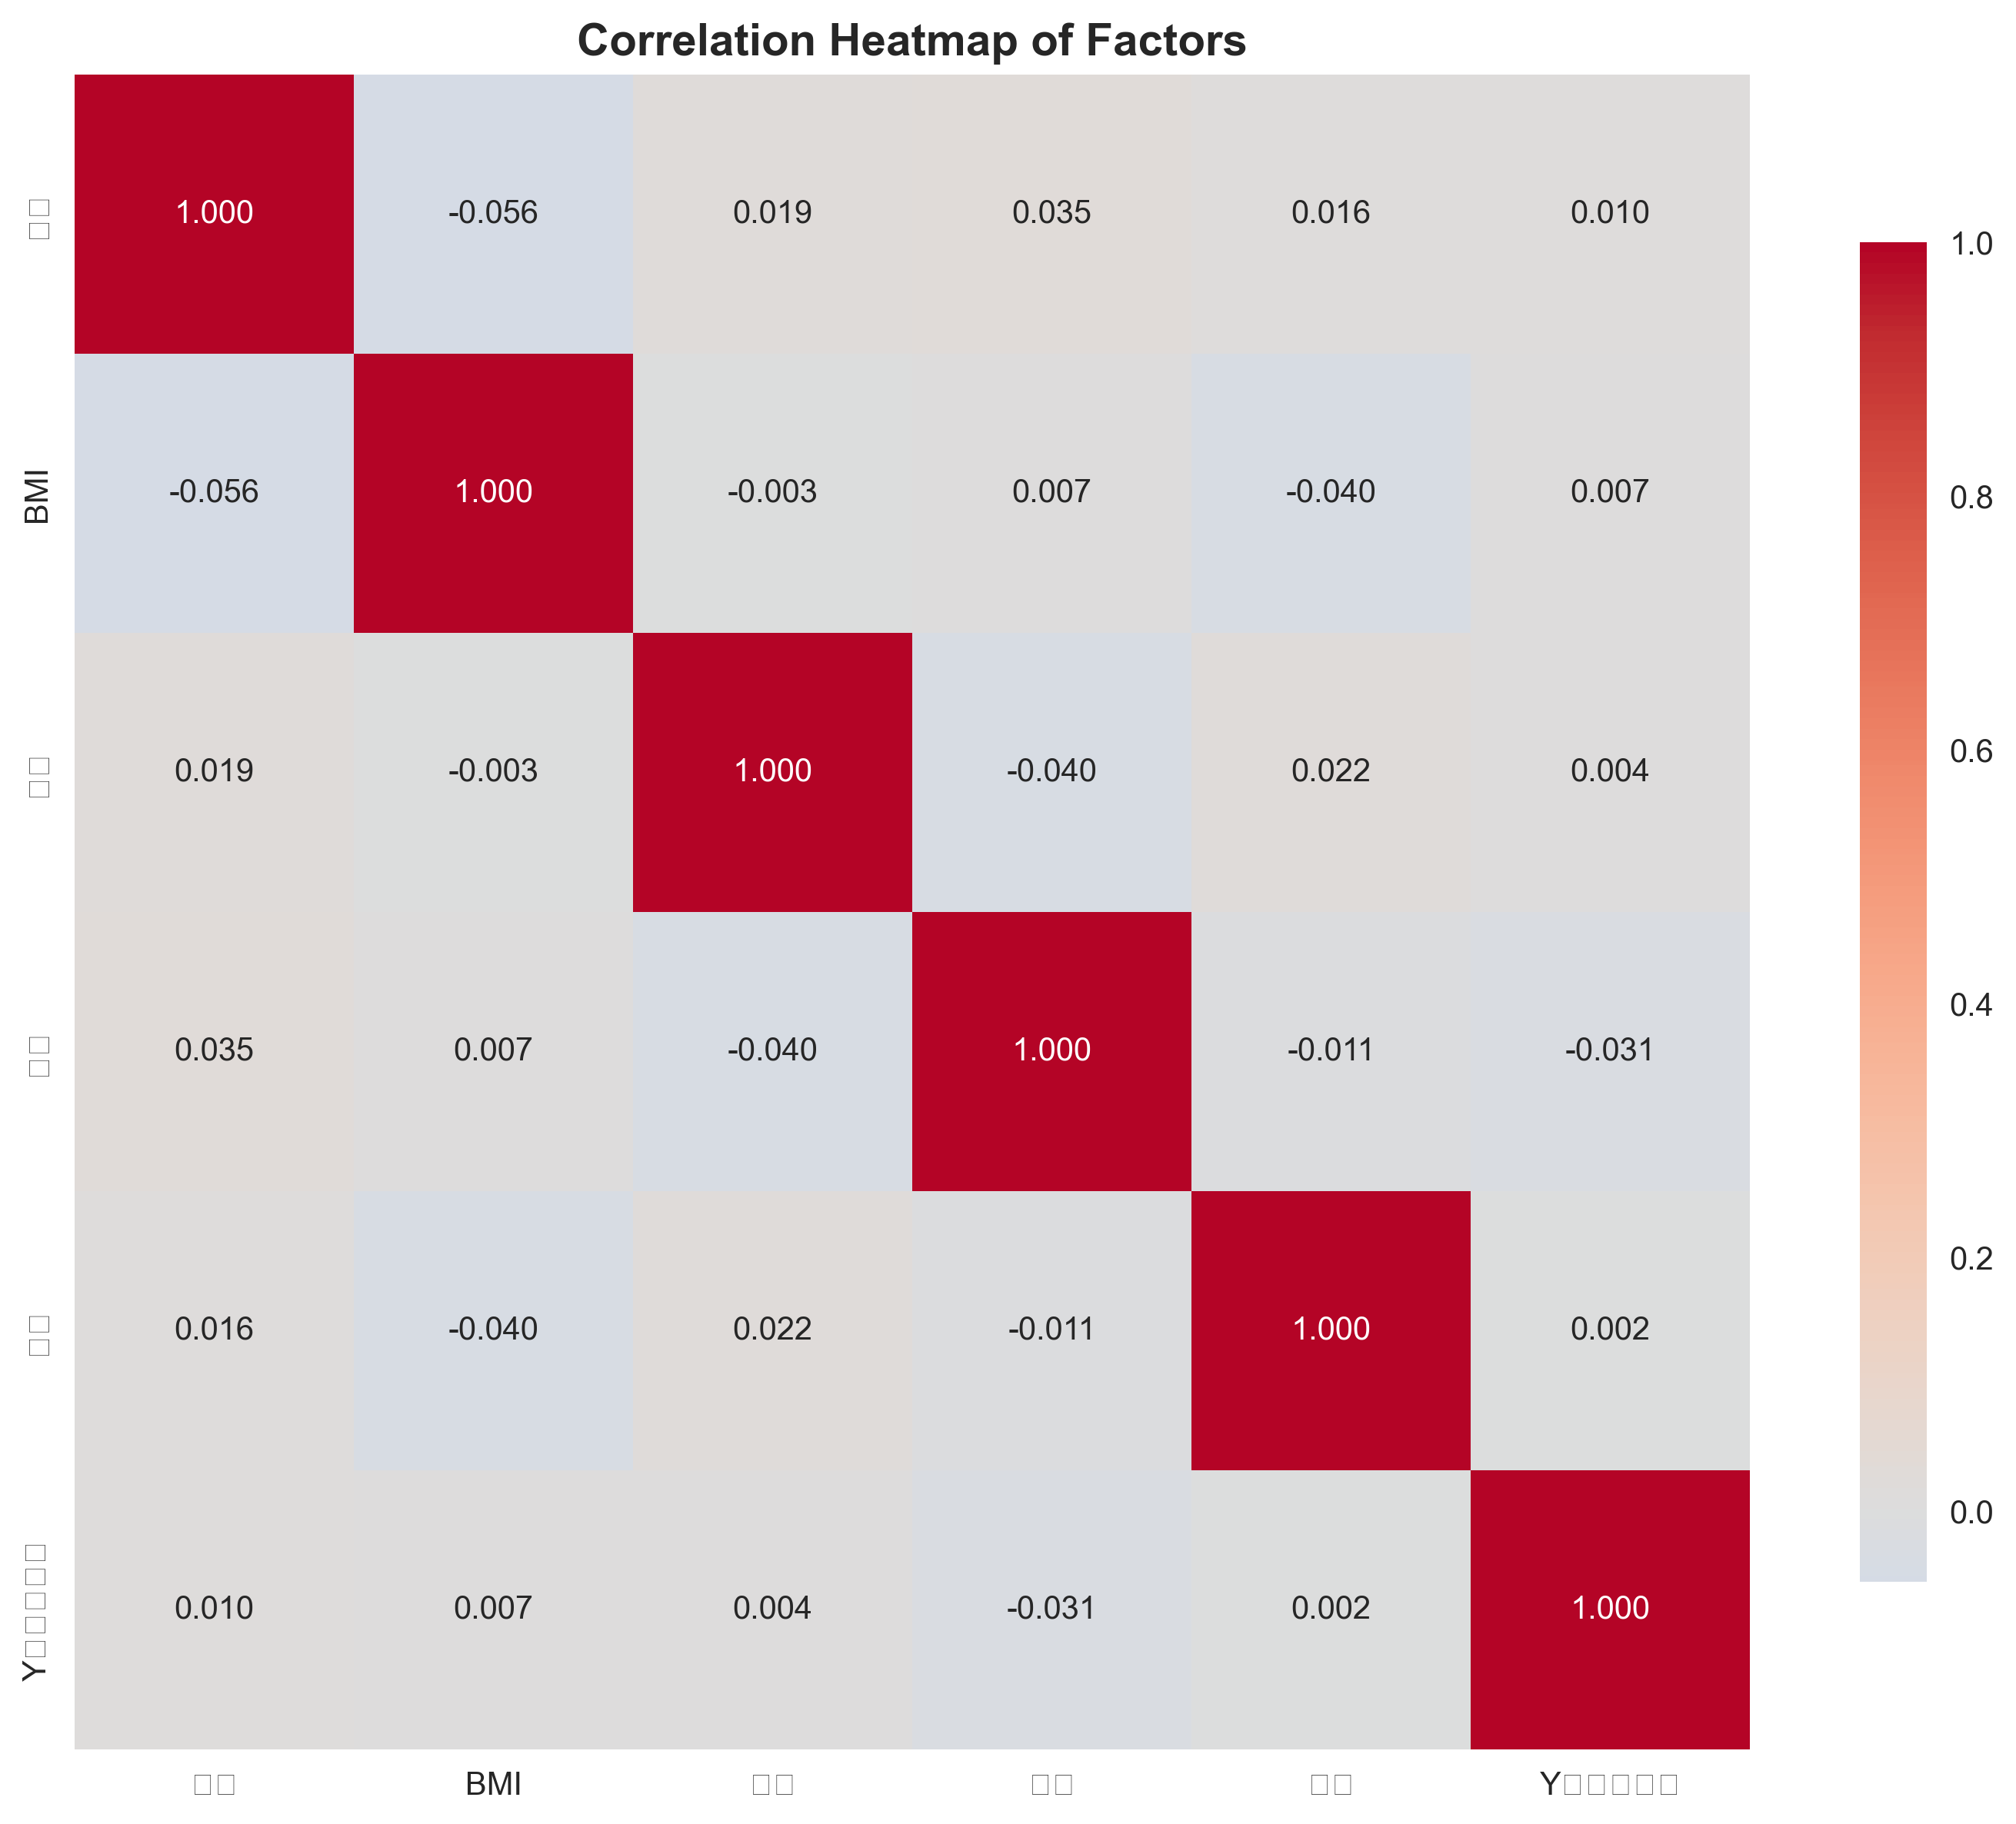 Correlation Heatmap of Factors
1.000 -0.056 0.019 0.035 0.016 0.010
BMI -0.056 1.000 -0.003 0.007 -0.040 0.007
0.019 -0.003 1.000 -0.040 0.022 0.004
0.035 0.007 -0.040 1.000 -0.011 -0.031
0.016 -0.040 0.022 -0.011 1.000 0.002
Y□□□□□ 0.010 0.007 0.004 -0.031 0.002 1.000
□□ BMI □□ □□ □□ Y□□□□□
1.0
0.8
0.6
0.4
0.2
0.0